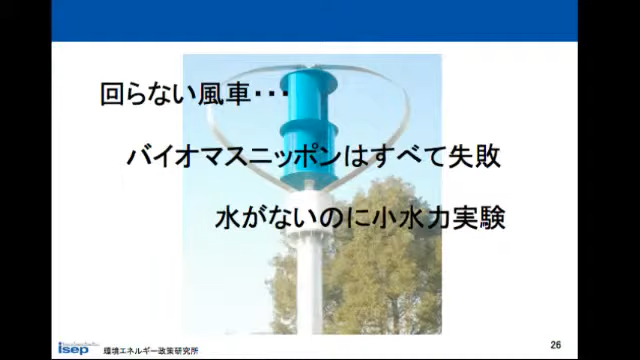 回らない風車・・・
バイオマスニッポンはすべて失敗
水がないのに小水力実験
isep 環境エネルギー政策研究所
26